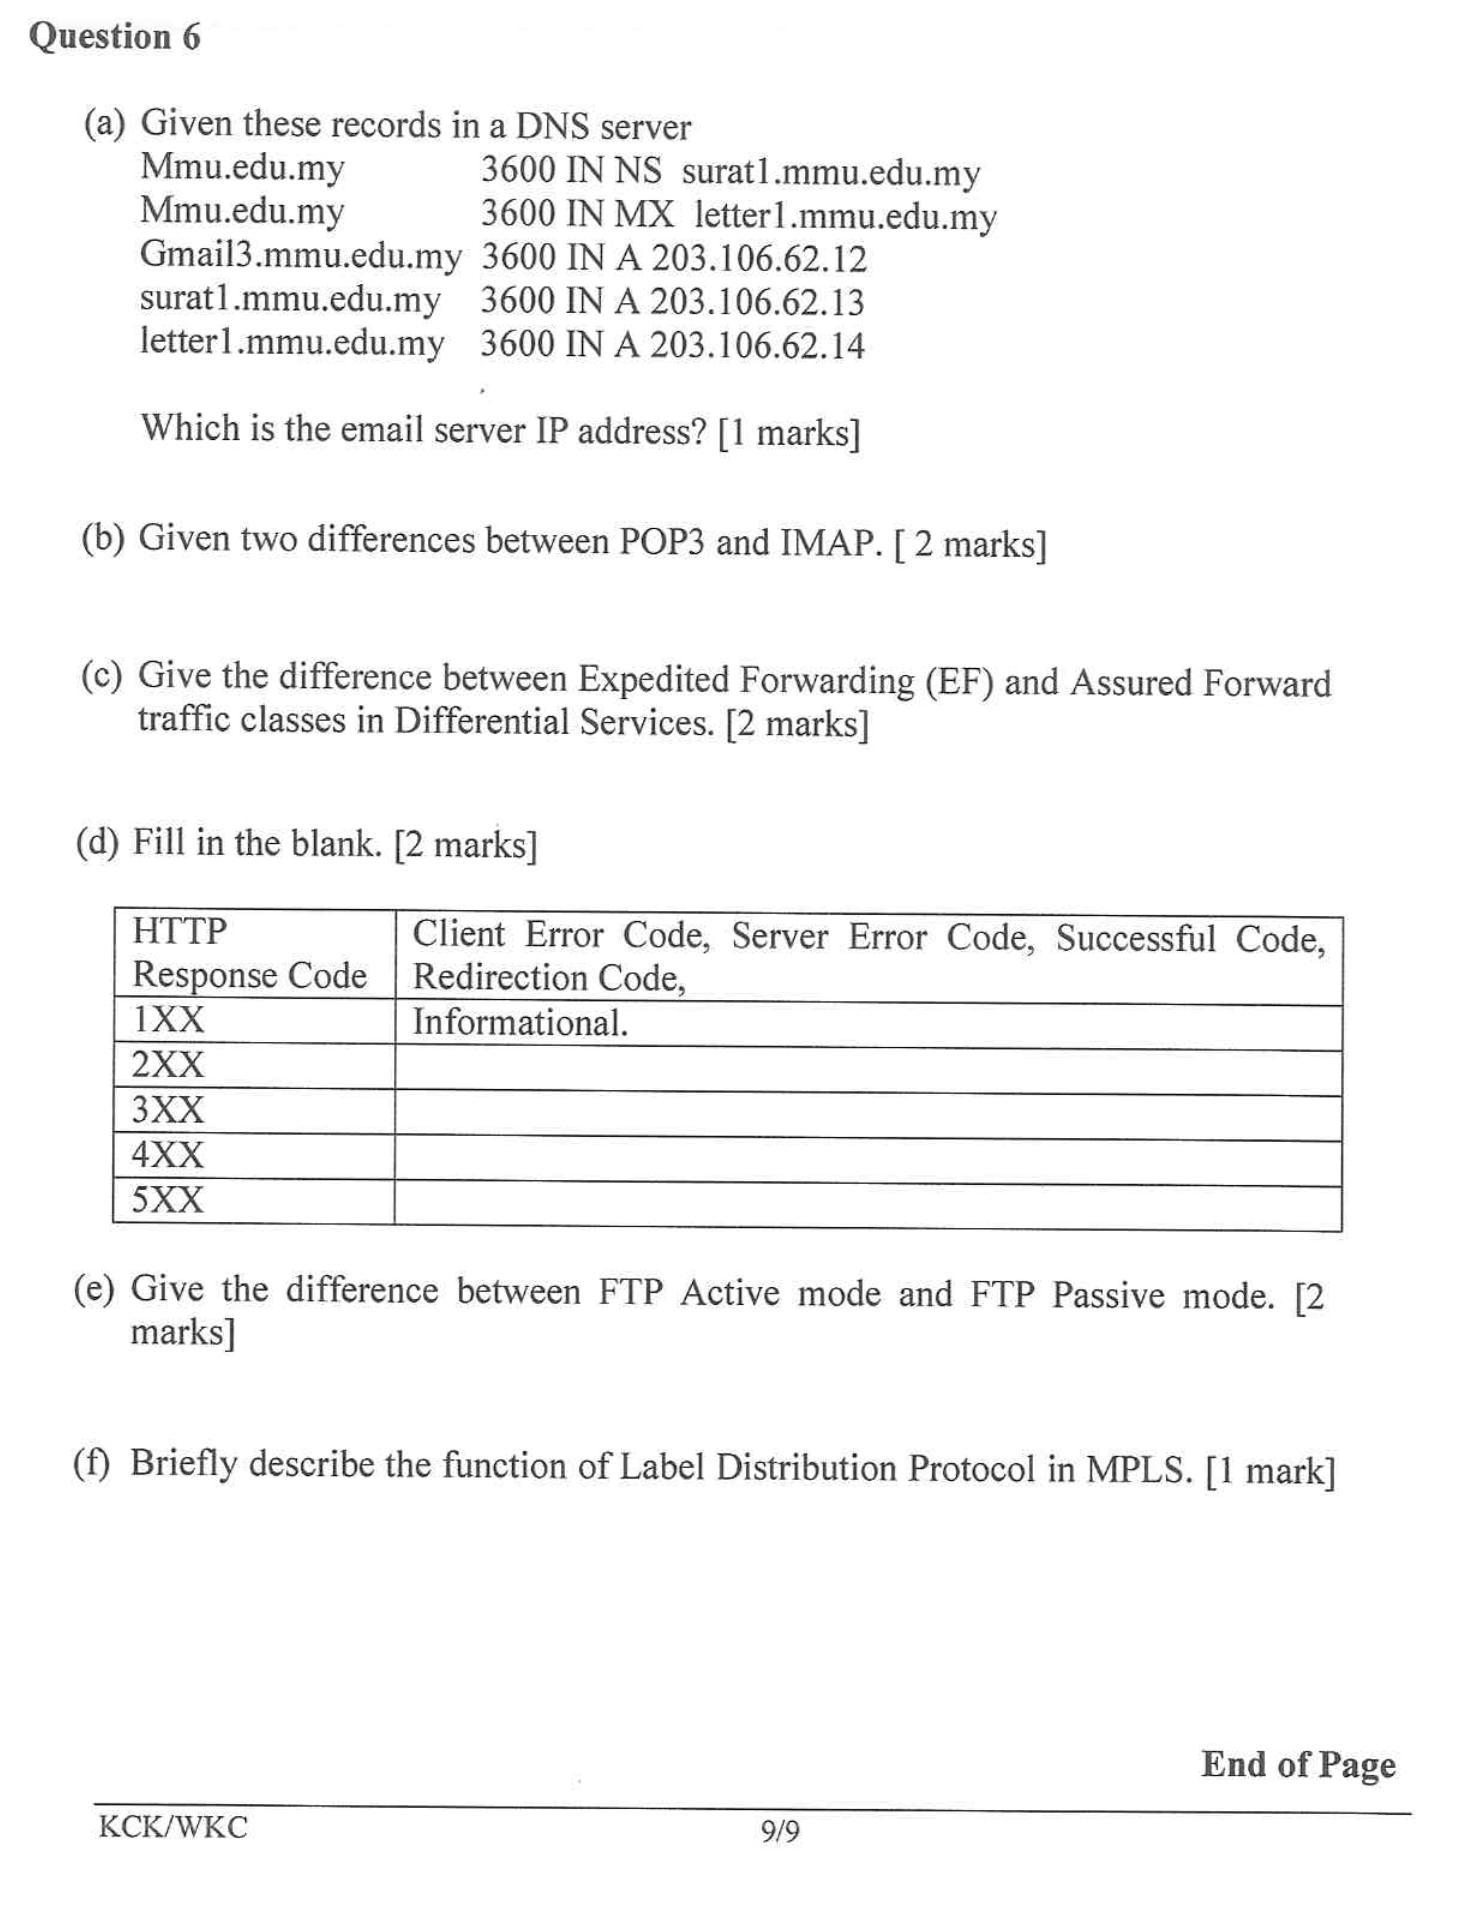 Question 6
(a) Given these records in a DNS server
Mmu.edu.my 3600 IN NS surat1.mmu.edu.my
Mmu.edu.my 3600 IN MX letter1.mmu.edu.my
Gmail3.mmu.edu.my 3600 IN A 203.106.62.12
surat1.mmu.edu.my 3600 IN A 203.106.62.13
letter1.mmu.edu.my 3600 IN A 203.106.62.14
Which is the email server IP address? [1 marks]
(b) Given two differences between POP3 and IMAP. [ 2 marks]
(c) Give the difference between Expedited Forwarding (EF) and Assured Forward
traffic classes in Differential Services. [2 marks]
(d) Fill in the blank. [2 marks]
HTTP
Response Code
Client Error Code, Server Error Code, Successful Code,
Redirection Code,
1XX Informational.
2XX
3XX
4XX
5XX
(e) Give the difference between FTP Active mode and FTP Passive mode. [2
marks]
(f) Briefly describe the function of Label Distribution Protocol in MPLS. [1 mark]
End of Page
KCK/WKC 9/9